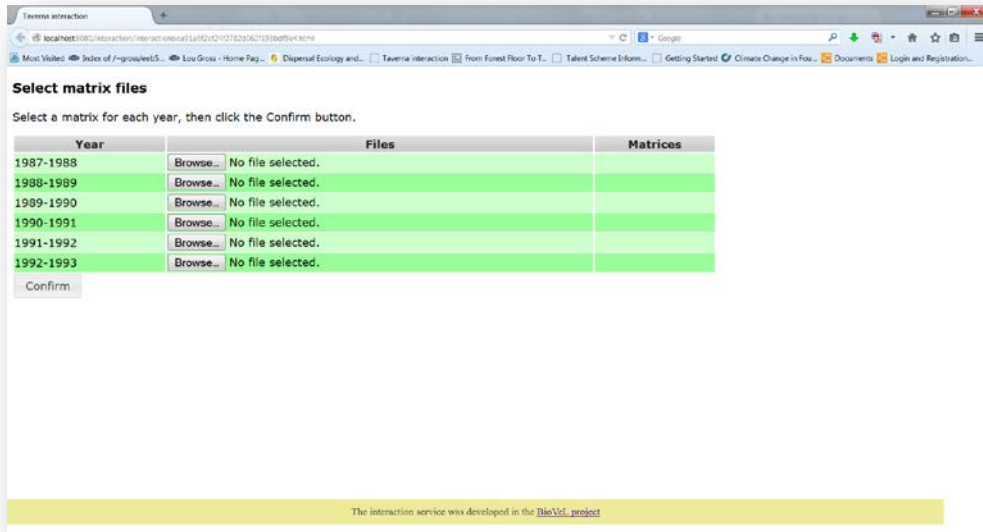 Taverna interaction
localhost:8080/interaction/
Google
Most Visited Index of /~gross/eeb5... Lou Gross - Home Pag... Dispersal Ecology and... Taverna interaction From Forest Floor To T... Talent Scheme Inform... Getting Started Climate Change in Fou... Documents Login and Registration...
Select matrix files
Select a matrix for each year, then click the Confirm button.
Year Files Matrices
1987-1988 Browse... No file selected.
1988-1989 Browse... No file selected.
1989-1990 Browse... No file selected.
1990-1991 Browse... No file selected.
1991-1992 Browse... No file selected.
1992-1993 Browse... No file selected.
Confirm
The interaction service was developed in the BioVeL project